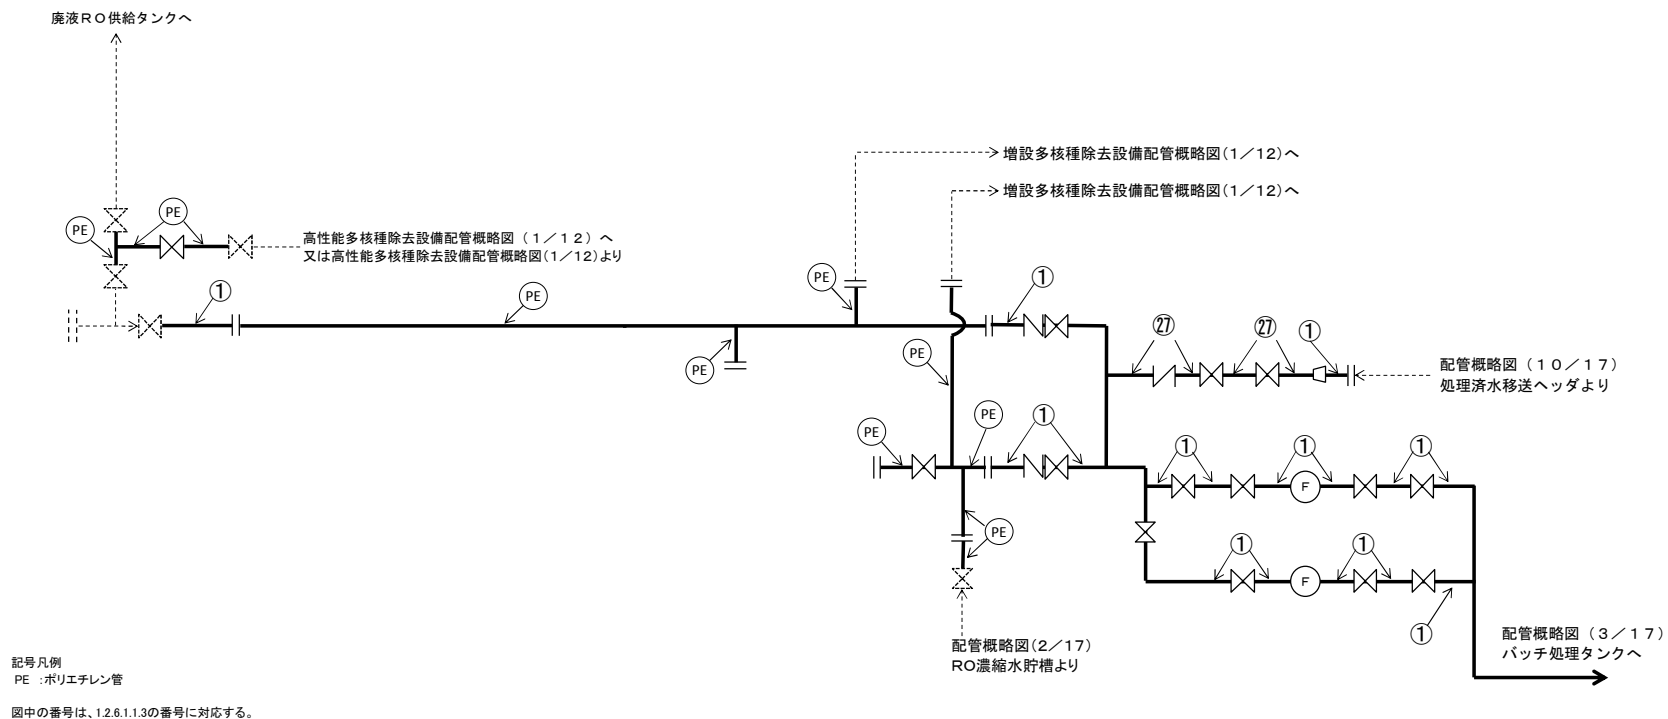 廃液RO供給タンクへ
増設多核種除去設備配管概略図(1/12)へ
増設多核種除去設備配管概略図(1/12)へ
PE
PE
高性能多核種除去設備配管概略図(1/12)へ
又は高性能多核種除去設備配管概略図(1/12)より
①
PE
PE
①
PE
PE
㉗
㉗
①
配管概略図(10/17)
処理済水移送ヘッダより
PE
PE
①
①
①
①
F
PE
①
①
F
①
配管概略図(2/17)
RO濃縮水貯槽より
配管概略図(3/17)
バッチ処理タンクへ
記号凡例
PE :ポリエチレン管
図中の番号は、1.2.6.1.1.3の番号に対応する。